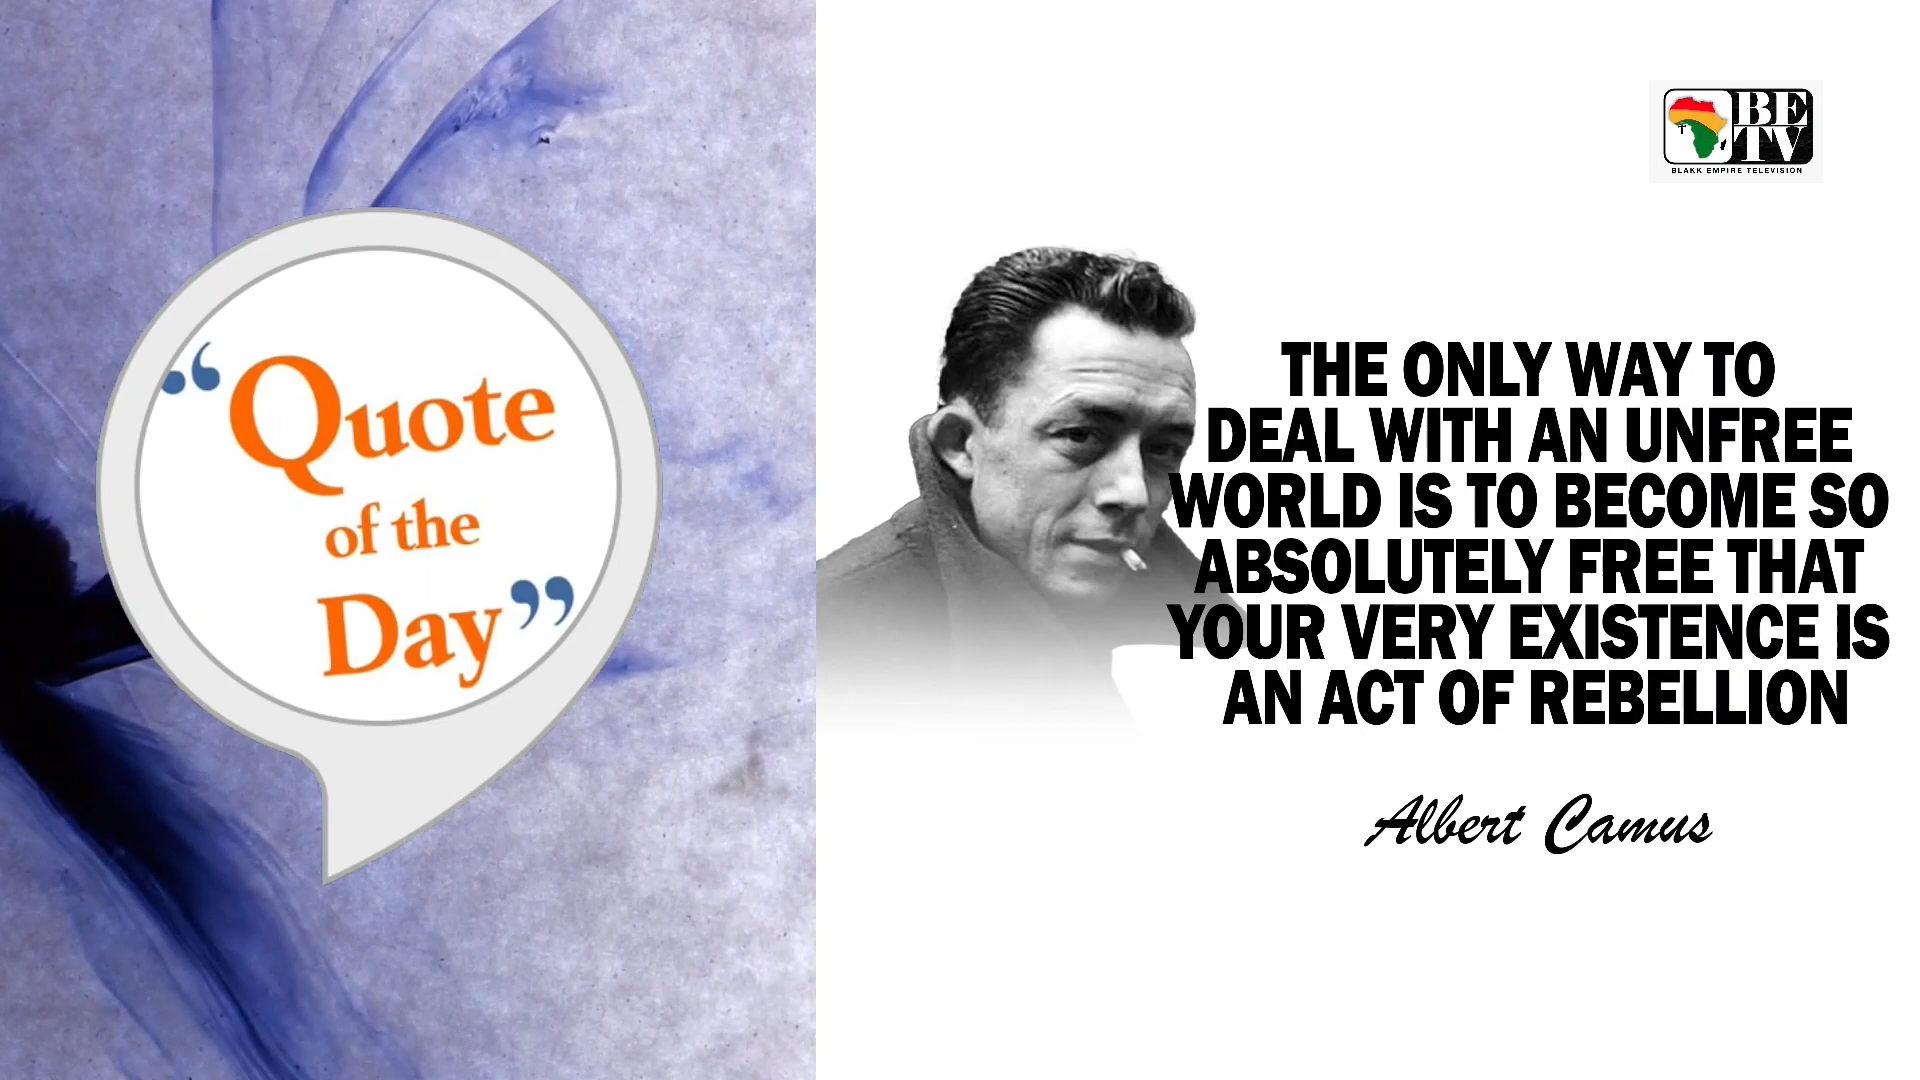 “Quote
of the
Day”
BE
TV
BLAKK EMPIRE TELEVISION
THE ONLY WAY TO
DEAL WITH AN UNFREE
WORLD IS TO BECOME SO
ABSOLUTELY FREE THAT
YOUR VERY EXISTENCE IS
AN ACT OF REBELLION
Albert Camus